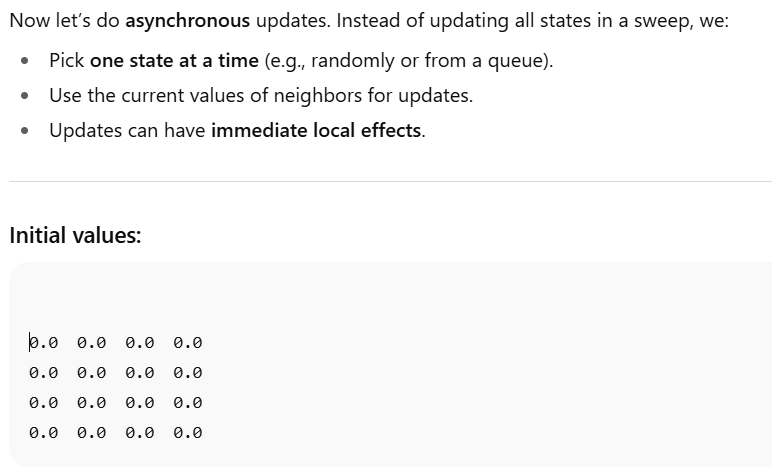 Now let's do asynchronous updates. Instead of updating all states in a sweep, we:
• Pick one state at a time (e.g., randomly or from a queue).
• Use the current values of neighbors for updates.
• Updates can have immediate local effects.
Initial values:
0.0 0.0 0.0 0.0
0.0 0.0 0.0 0.0
0.0 0.0 0.0 0.0
0.0 0.0 0.0 0.0